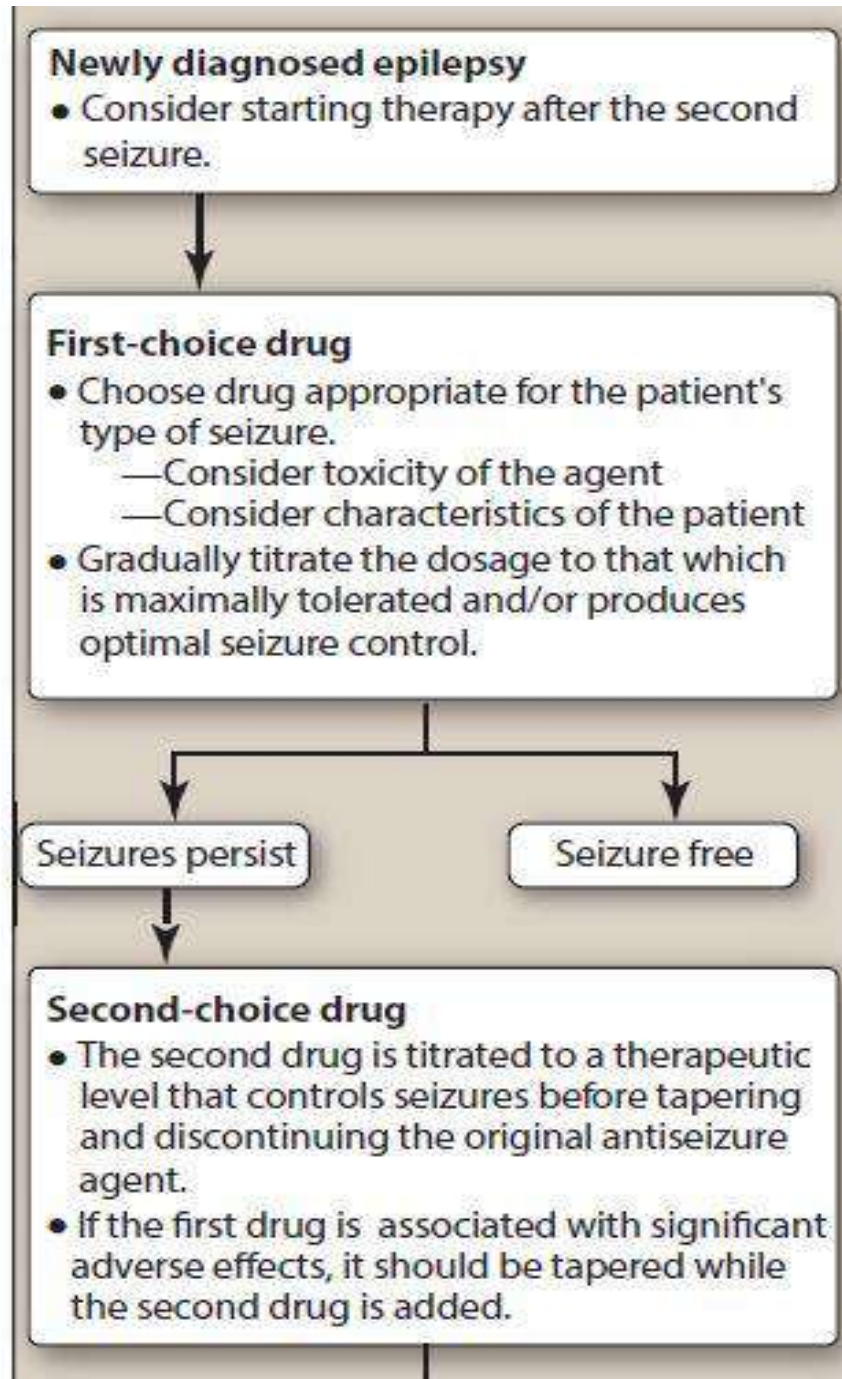 Newly diagnosed epilepsy
• Consider starting therapy after the second
seizure.
First-choice drug
• Choose drug appropriate for the patient's
type of seizure.
—Consider toxicity of the agent
—Consider characteristics of the patient
• Gradually titrate the dosage to that which
is maximally tolerated and/or produces
optimal seizure control.
Seizures persist
Seizure free
Second-choice drug
• The second drug is titrated to a therapeutic
level that controls seizures before tapering
and discontinuing the original antiseizure
agent.
• If the first drug is associated with significant
adverse effects, it should be tapered while
the second drug is added.